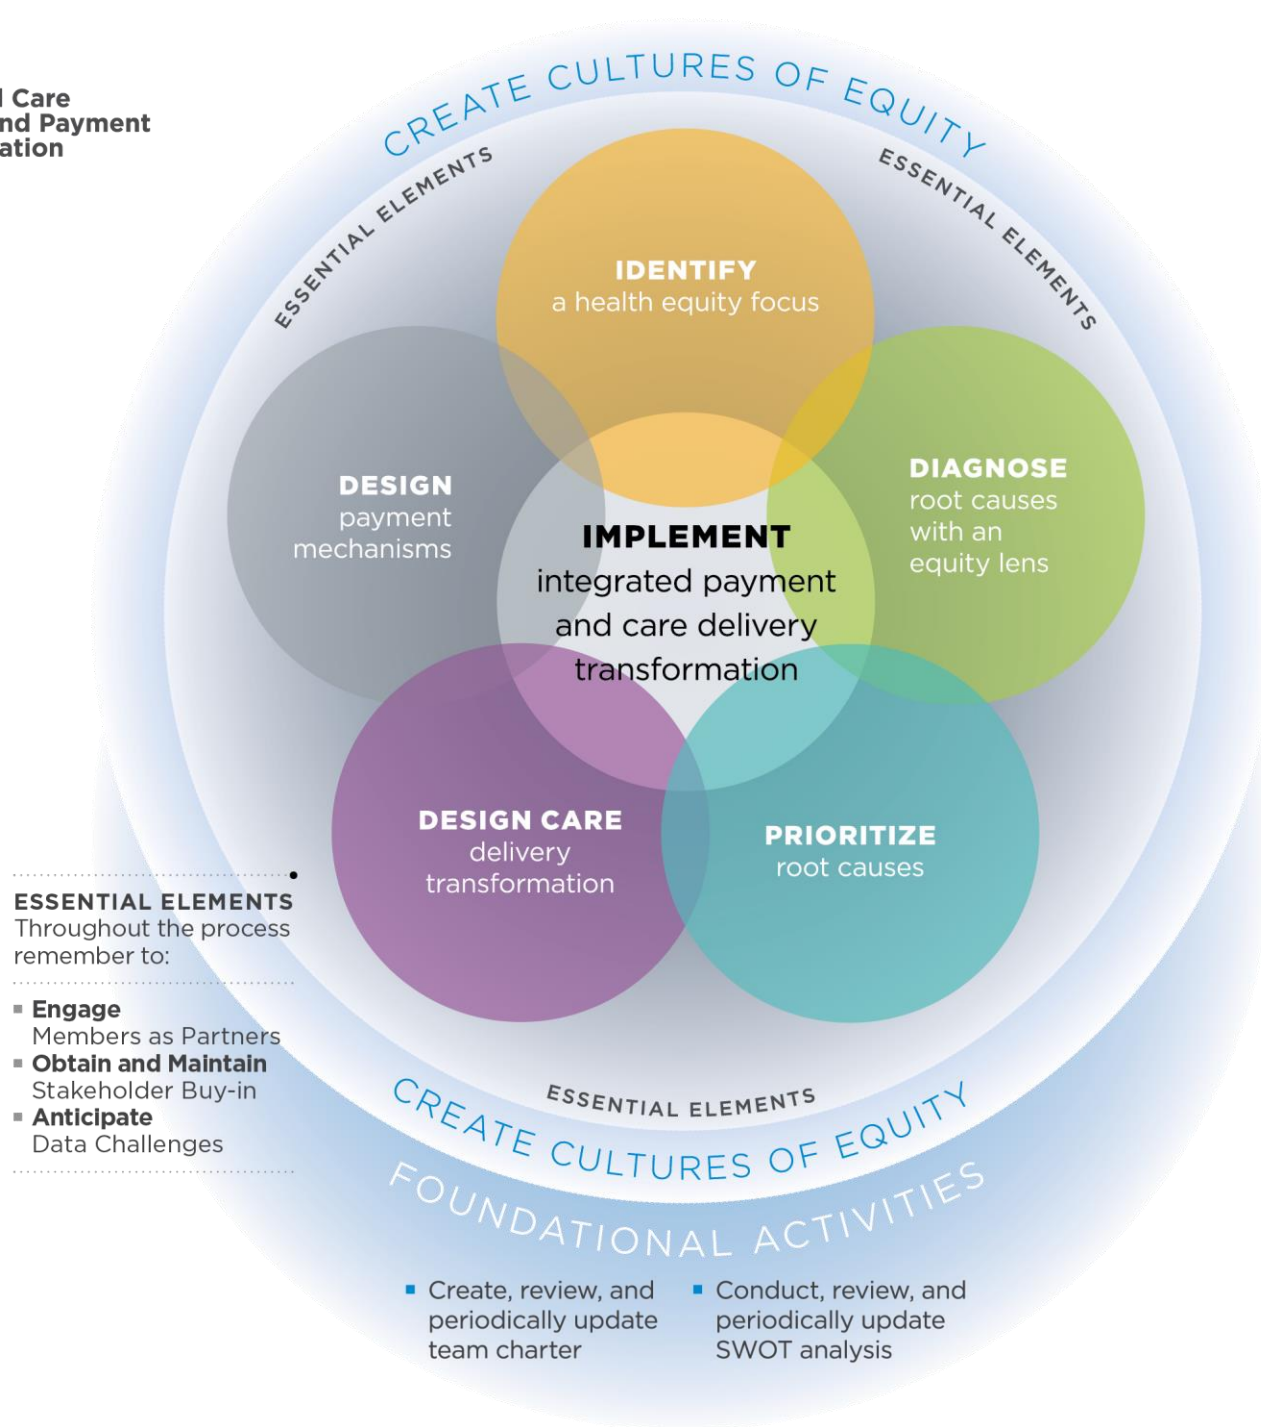 Care
nd Payment
ation
CREATE CULTURES OF EQUITY
ESSENTIAL ELEMENTS
ESSENTIAL ELEMENTS
IDENTIFY
a health equity focus
DIAGNOSE
root causes
with an
equity lens
DESIGN
payment
mechanisms
IMPLEMENT
integrated payment
and care delivery
transformation
DESIGN CARE
delivery
transformation
PRIORITIZE
root causes
ESSENTIAL ELEMENTS
Throughout the process
remember to:
Engage
Members as Partners
Obtain and Maintain
Stakeholder Buy-in
Anticipate
Data Challenges
ESSENTIAL ELEMENTS
CREATE CULTURES OF EQUITY
FOUNDATIONAL ACTIVITIES
Create, review, and
periodically update
team charter
Conduct, review, and
periodically update
SWOT analysis